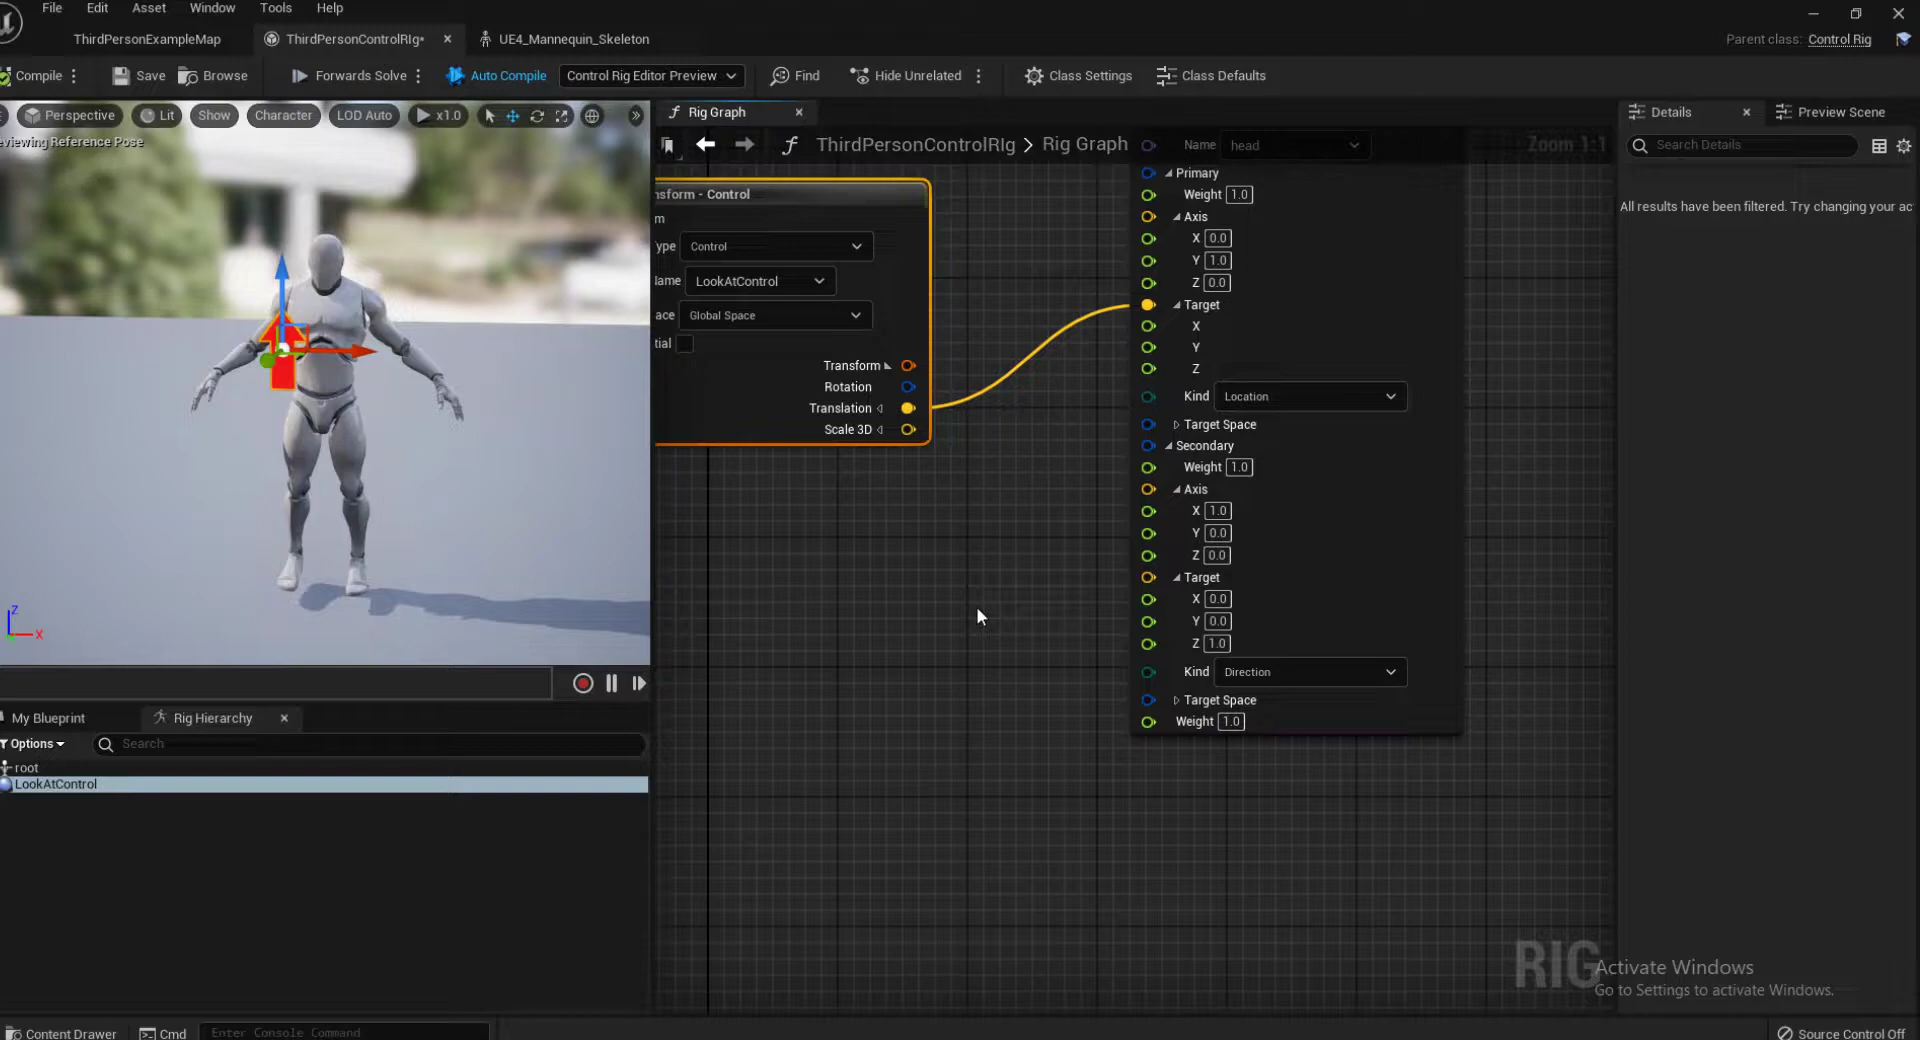 File Edit Asset Window Tools Help
ThirdPersonExampleMap ThirdPersonControlRIg* UE4_Mannequin_Skeleton
Parent class: Control Rig
Compile Save Browse Forwards Solve Auto Compile Control Rig Editor Preview Find Hide Unrelated Class Settings Class Defaults
Perspective Lit Show Character LOD Auto x1.0
viewing Reference Pose
Rig Graph
ThirdPersonControlRIg > Rig Graph
Zoom 1:1
Details Preview Scene
Search Details
All results have been filtered. Try changing your ac
nsform - Control
m
Type Control
Name LookAtControl
ace Global Space
tial
Transform
Rotation
Translation
Scale 3D
Name head
Primary
Weight 1.0
Axis
X 0.0
Y 1.0
Z 0.0
Target
X
Y
Z
Kind Location
Target Space
Secondary
Weight 1.0
Axis
X 1.0
Y 0.0
Z 0.0
Target
X 0.0
Y 0.0
Z 1.0
Kind Direction
Target Space
Weight 1.0
Z
X
My Blueprint Rig Hierarchy
Options Search
root
LookAtControl
RIG
Activate Windows
Go to Settings to activate Windows.
Content Drawer Cmd Enter Console Command
Source Control Off